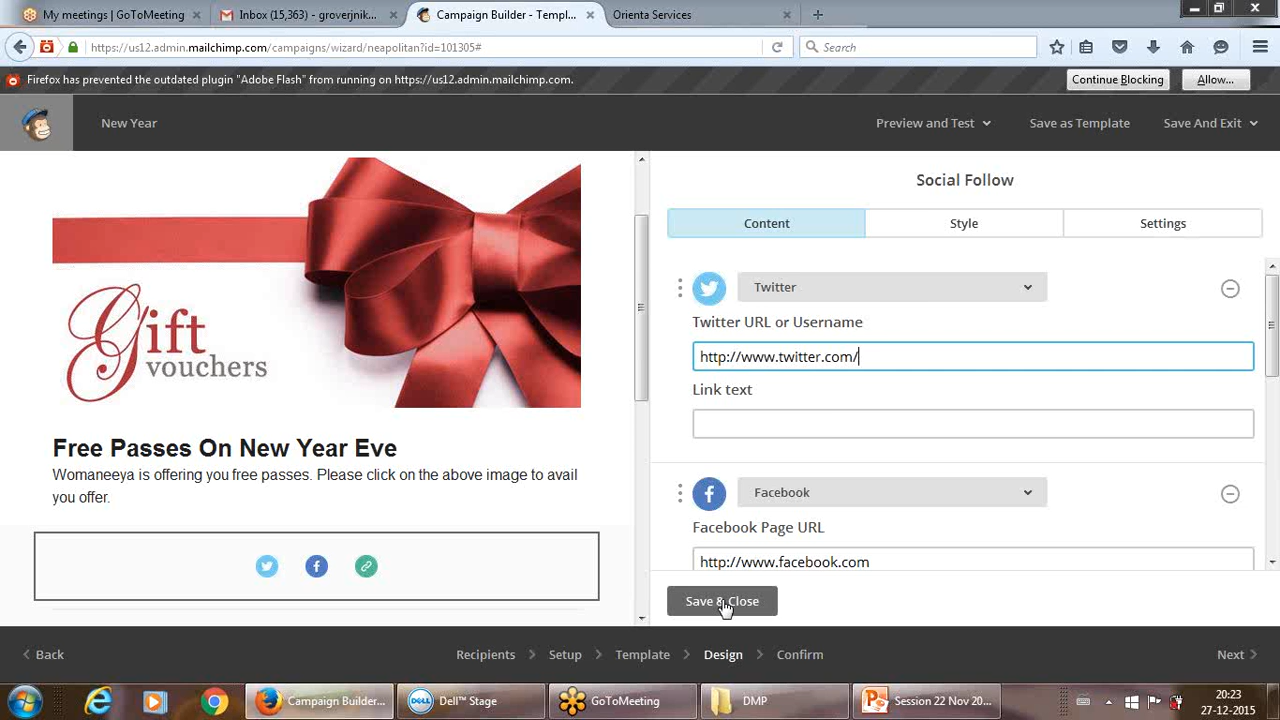 My meetings | GoToMeeting
Inbox (15,363) - groverjnik...
Campaign Builder - Templ...
Orienta Services
https://us12.admin.mailchimp.com/campaigns/wizard/neapolitan?id=101305#
Search
Firefox has prevented the outdated plugin "Adobe Flash" from running on https://us12.admin.mailchimp.com.
Continue Blocking
Allow...
New Year
Preview and Test
Save as Template
Save And Exit
Gift
vouchers
Free Passes On New Year Eve
Womaneeya is offering you free passes. Please click on the above image to avail
you offer.
Social Follow
Content
Style
Settings
Twitter
Twitter URL or Username
http://www.twitter.com/
Link text
Facebook
Facebook Page URL
http://www.facebook.com
Save & Close
Back
Recipients
Setup
Template
Design
Confirm
Next
Campaign Builder...
DELL
Dell™ Stage
GoToMeeting
DMP
Session 22 Nov 20...
20:23
27-12-2015